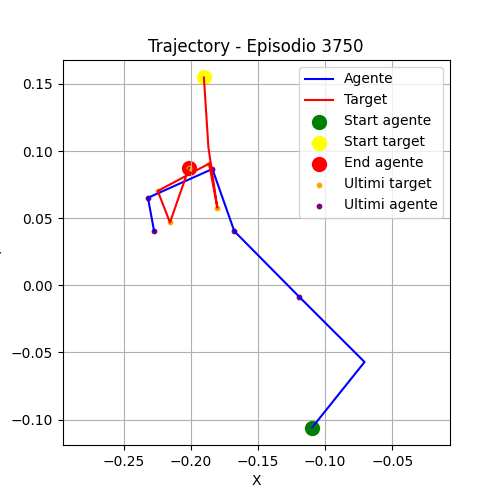 Trajectory - Episodio 3750
Agente
Target
Start agente
Start target
End agente
Ultimi target
Ultimi agente
0.15
0.10
0.05
0.00
−0.05
−0.10
−0.25
−0.20
−0.15
−0.10
−0.05
X